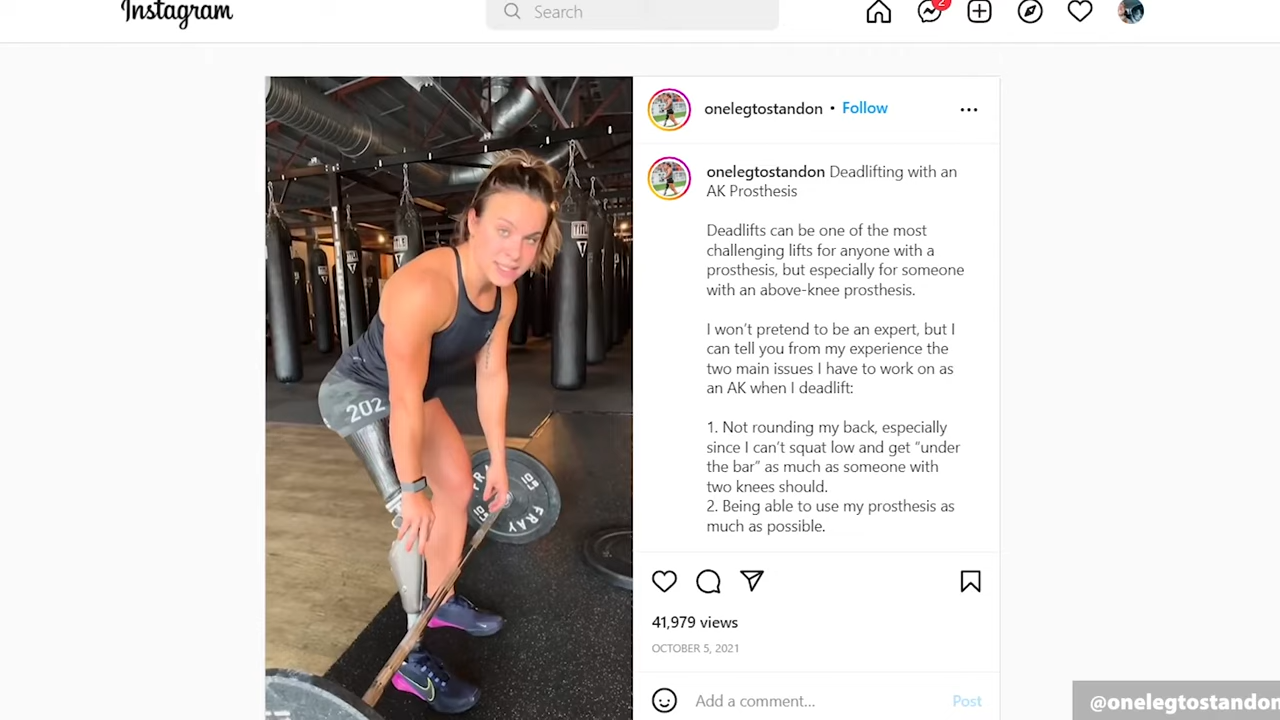 Instagram
Search
2
onelegtostandon • Follow
onelegtostandon Deadlifting with an
AK Prosthesis
Deadlifts can be one of the most
challenging lifts for anyone with a
prosthesis, but especially for someone
with an above-knee prosthesis.
I won't pretend to be an expert, but I
can tell you from my experience the
two main issues I have to work on as
an AK when I deadlift:
1. Not rounding my back, especially
since I can't squat low and get “under
the bar” as much as someone with
two knees should.
2. Being able to use my prosthesis as
much as possible.
41,979 views
OCTOBER 5, 2021
Add a comment...
Post
@onelegtostandon
TITLE
TITLE
202
FRAY
10